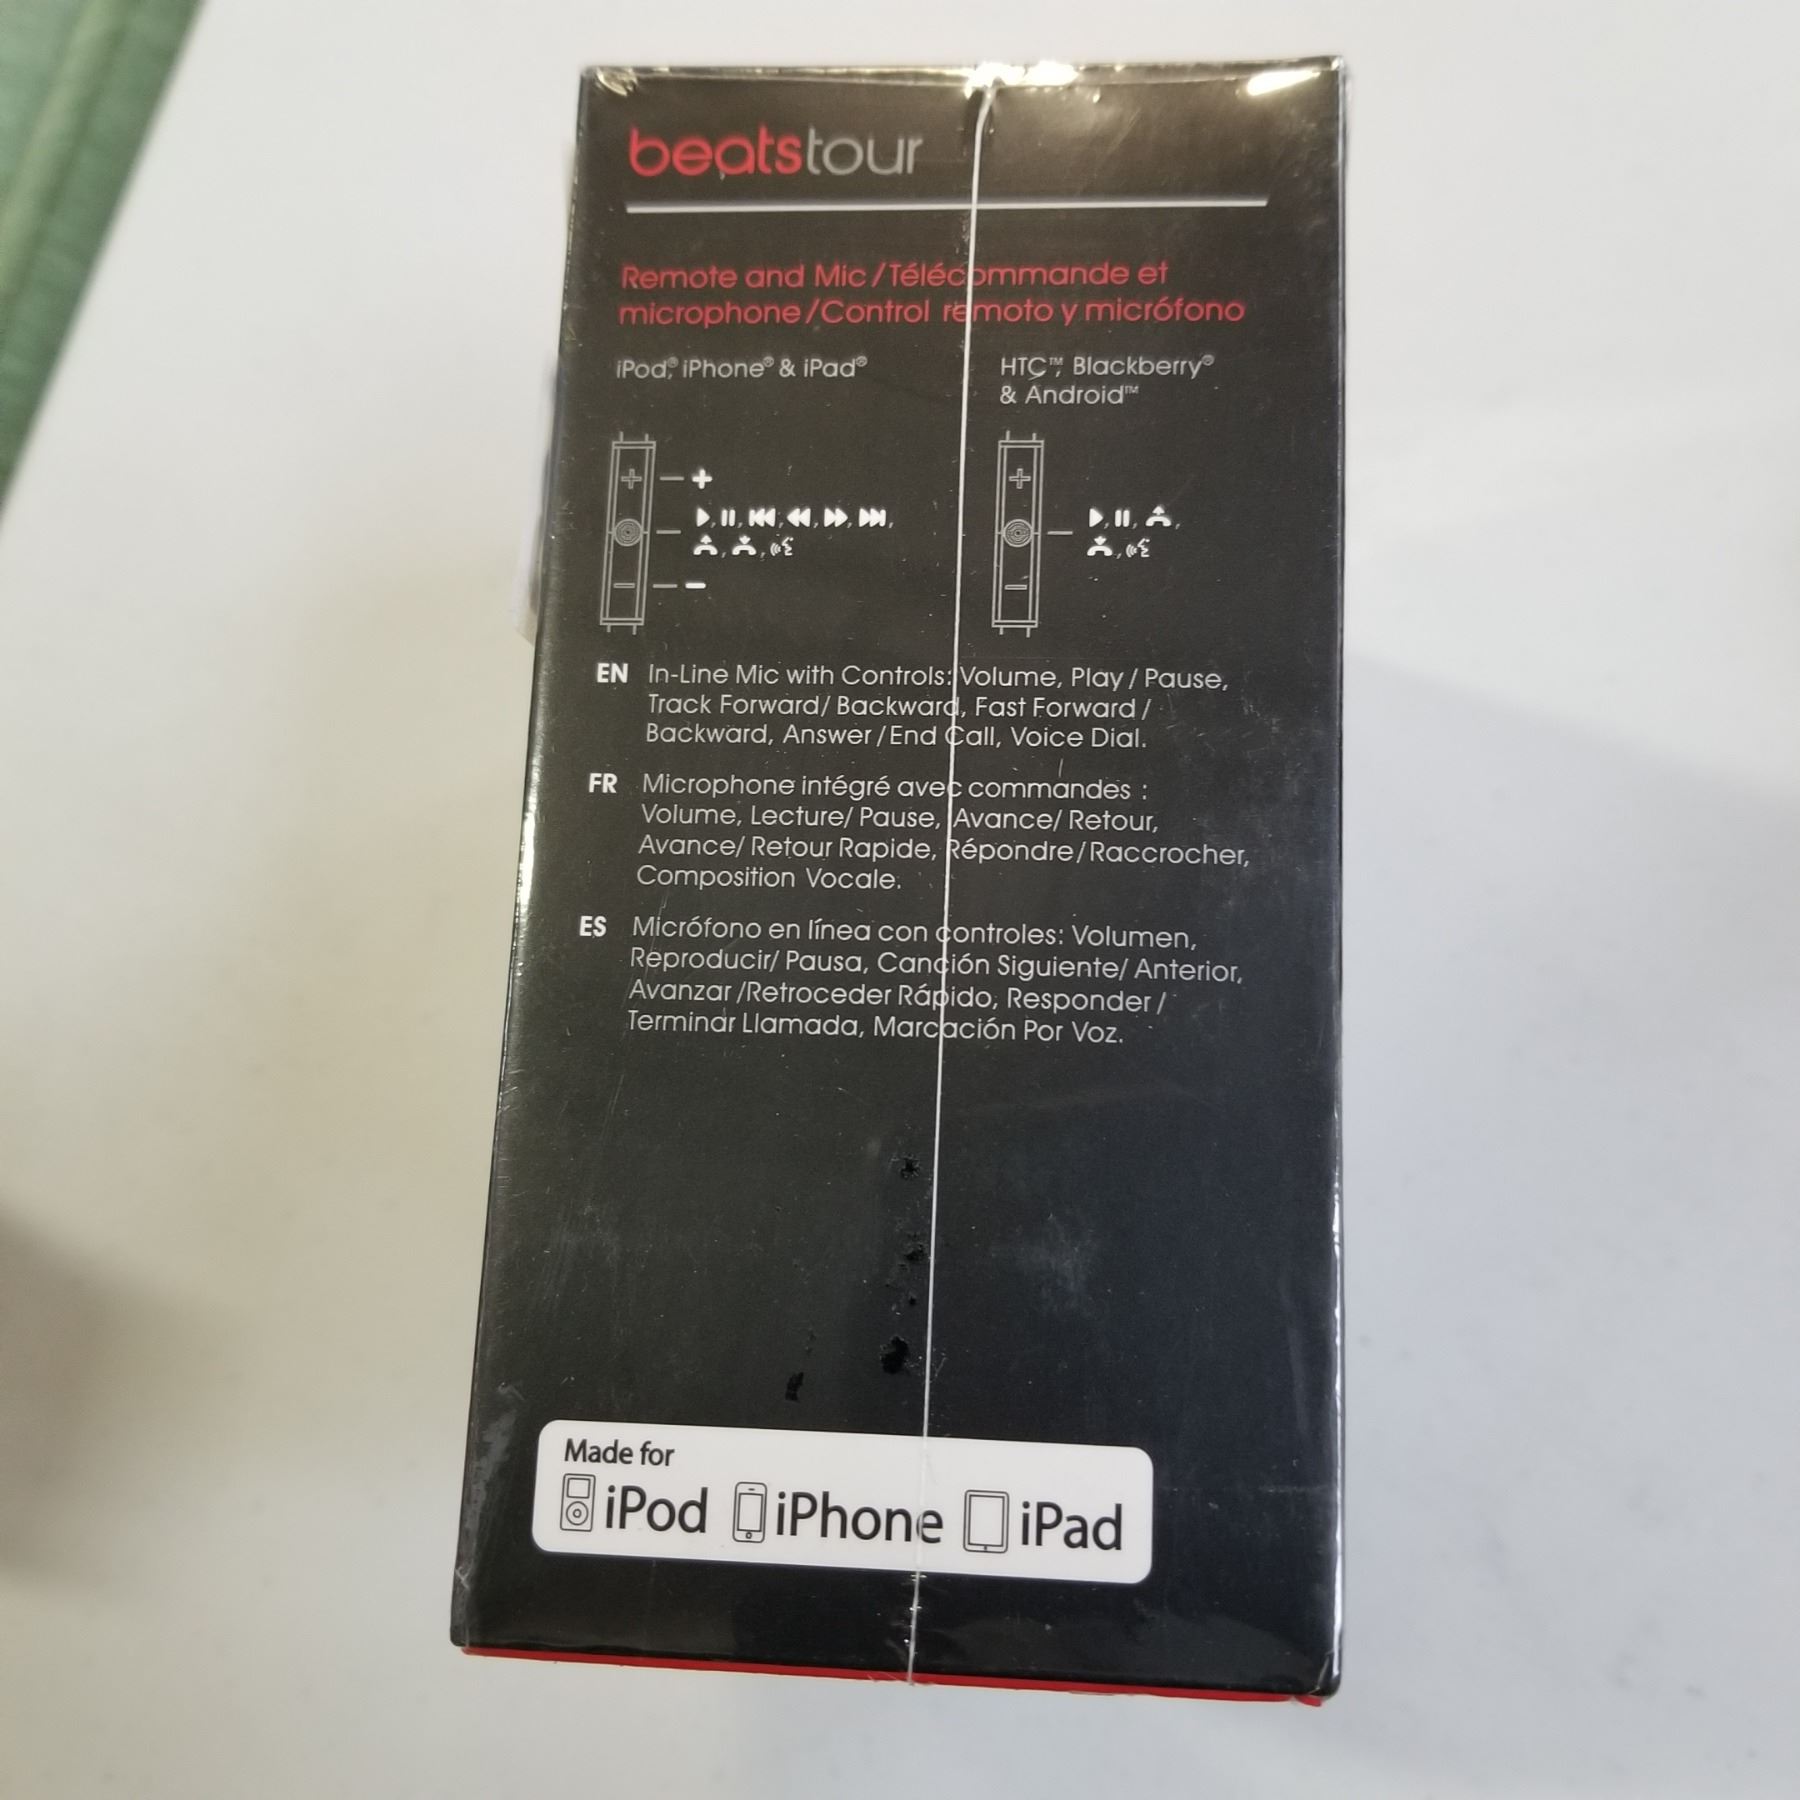 beatstour
Remote and Mic/Télécommande et
microphone/Control remoto y micrófono
iPod®, iPhone® & iPad®
HTC™, Blackberry®
& Android™
EN In-Line Mic with Controls: Volume, Play / Pause,
Track Forward/ Backward, Fast Forward /
Backward, Answer / End Call, Voice Dial.
FR Microphone intégré avec commandes :
Volume, Lecture/ Pause, Avance/ Retour,
Avance/ Retour Rapide, Répondre/Raccrocher,
Composition Vocale.
ES Micrófono en línea con controles: Volumen,
Reproducir/ Pausa, Canción Siguiente/ Anterior,
Avanzar /Retroceder Rápido, Responder /
Terminar Llamada, Marcación Por Voz.
Made for
iPod iPhone iPad